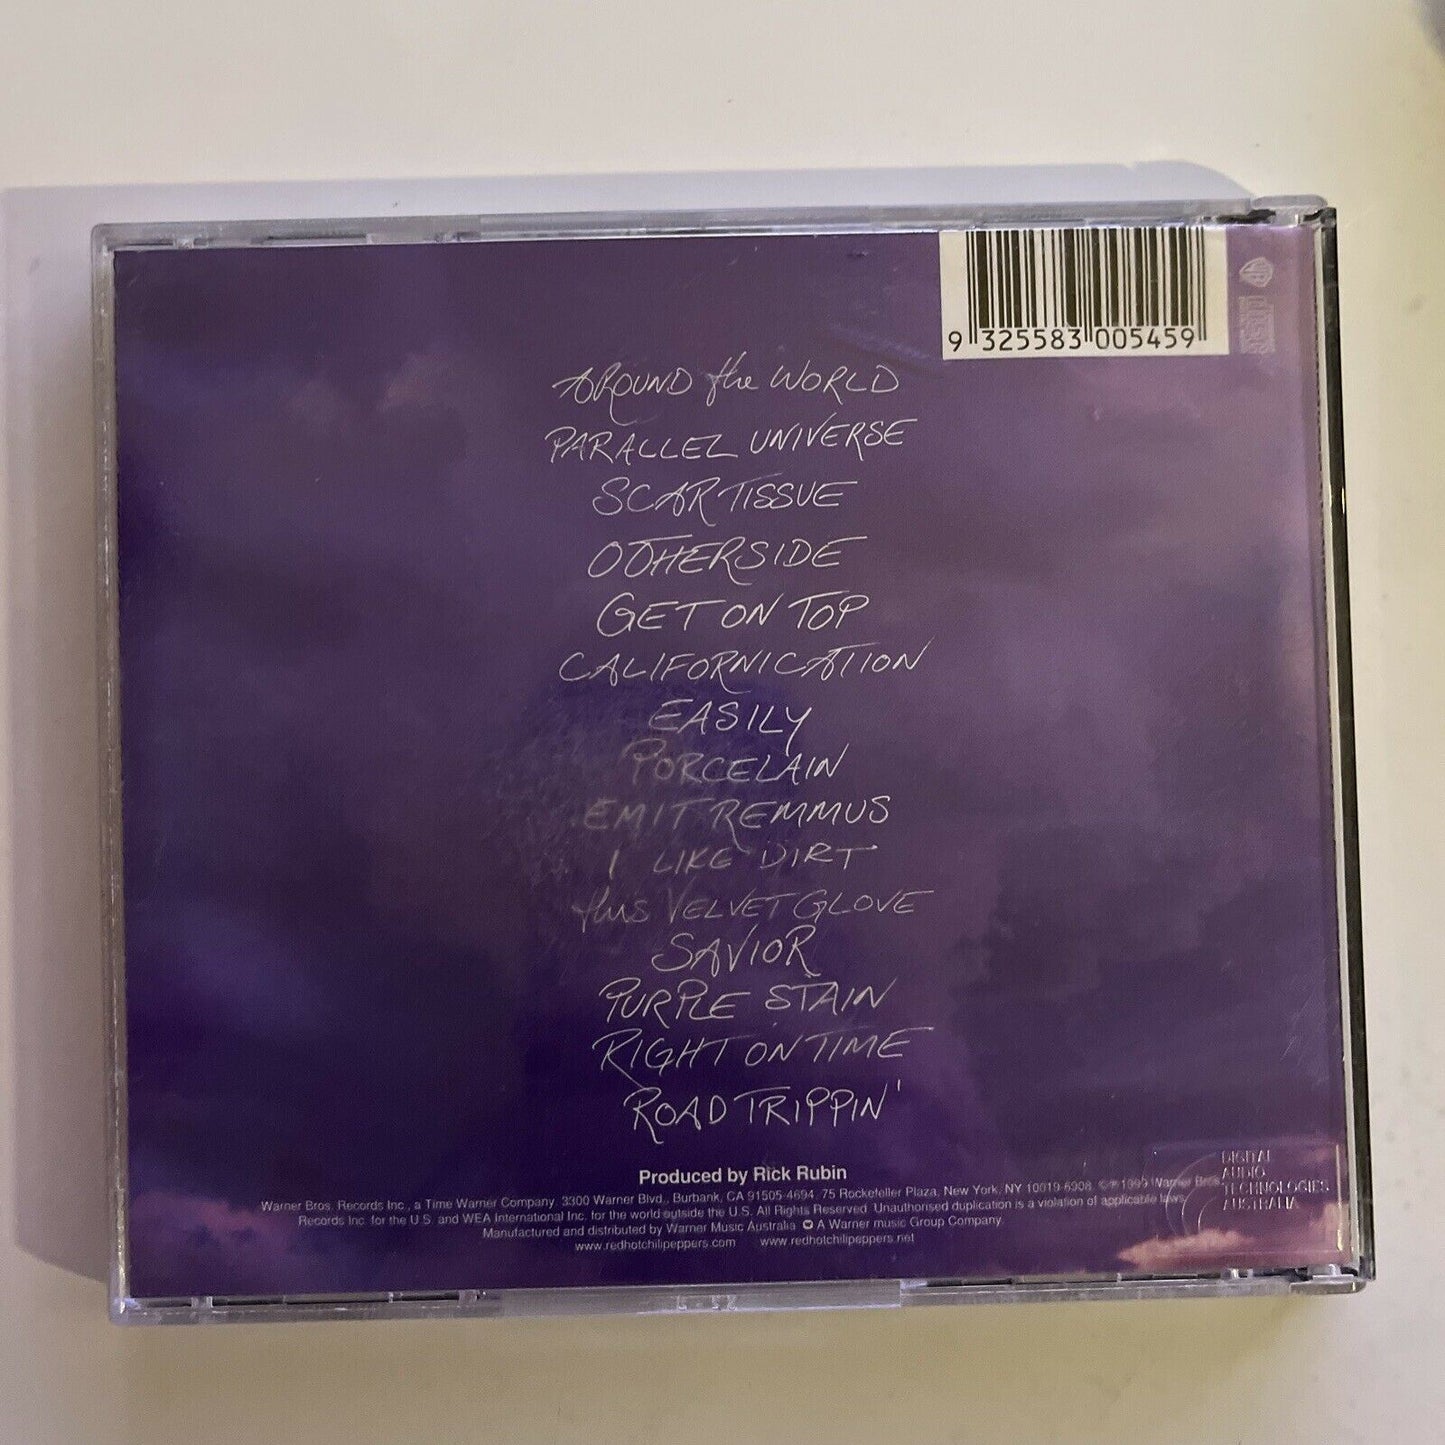 9 325583 005459
AROUND the WORLD
PARALLEL UNIVERSE
SCAR TISSUE
OTHERSIDE
GET ON TOP
CALIFORNICATION
EASILY
PORCELAIN
EMIT REMMUS
I LIKE DIRT
this VELVET GLOVE
SAVIOR
PURPLE STAIN
RIGHT ON TIME
ROAD TRIPPIN'
Produced by Rick Rubin
Warner Bros. Records Inc., a Time Warner Company. 3300 Warner Blvd., Burbank, CA 91505-4694. 75 Rockefeller Plaza, New York, NY 10019-6908. ©℗ 1999 Warner Bros.
Records Inc. for the U.S. and WEA International Inc. for the world outside the U.S. All Rights Reserved. Unauthorised duplication is a violation of applicable laws.
Manufactured and distributed by Warner Music Australia A Warner music Group Company.
www.redhotchilipeppers.com www.redhotchilipeppers.net
DIGITAL
AUDIO
TECHNOLOGIES
AUSTRALIA